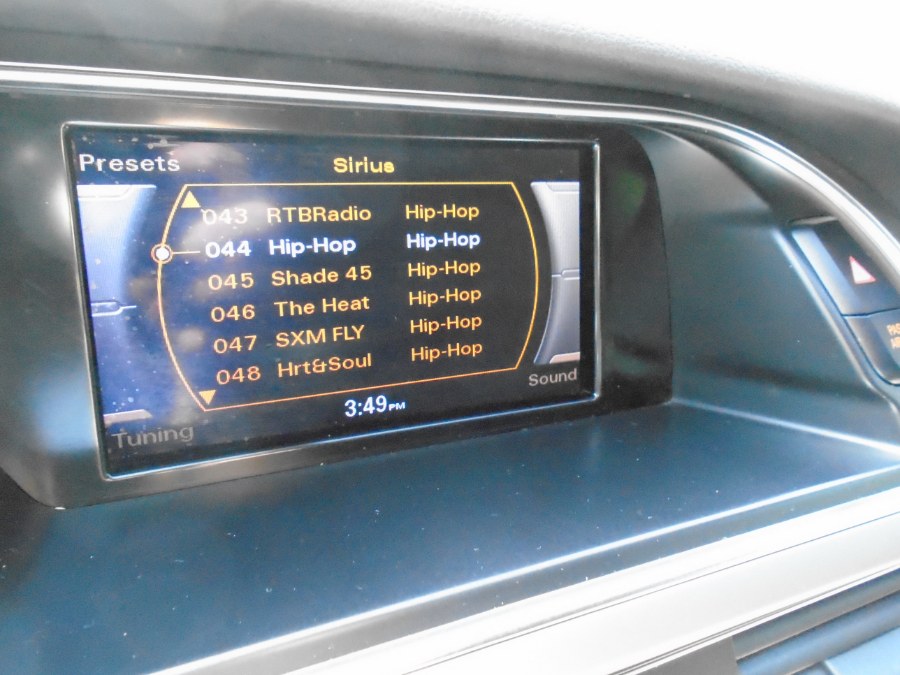 Presets
Sirius
043 RTBRadio Hip-Hop
044 Hip-Hop Hip-Hop
045 Shade 45 Hip-Hop
046 The Heat Hip-Hop
047 SXM FLY Hip-Hop
048 Hrt&Soul Hip-Hop
Sound
3:49PM
Tuning